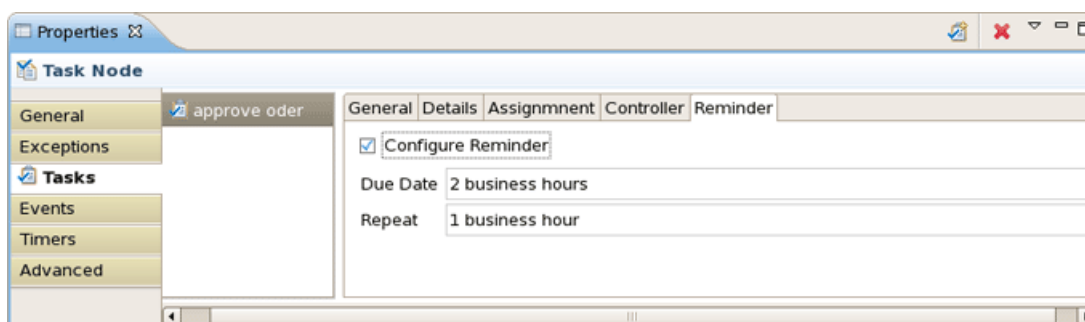 Properties
Task Node
General
Exceptions
Tasks
Events
Timers
Advanced
approve oder
General Details Assignmnent Controller Reminder
Configure Reminder
Due Date 2 business hours
Repeat 1 business hour